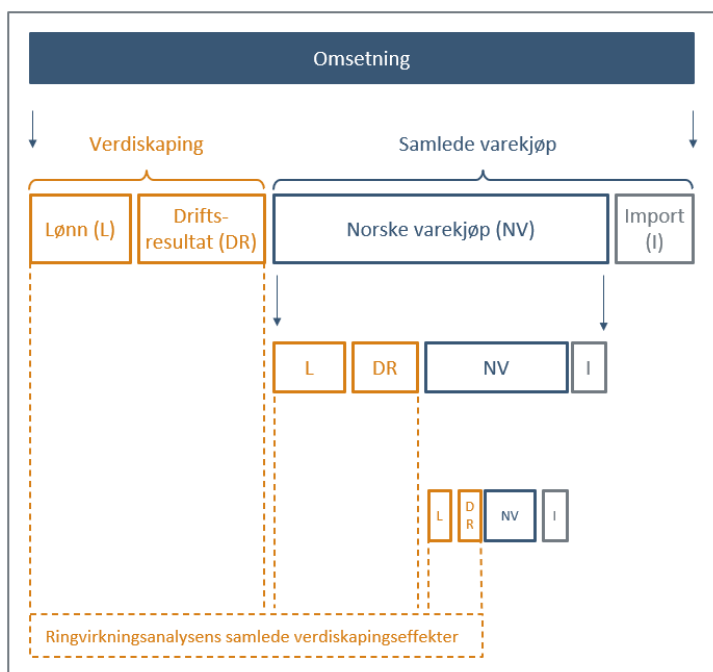 Omsetning
Verdiskaping
Samlede varekjøp
Lønn (L)
Drifts-
resultat (DR)
Norske varekjøp (NV)
Import
(I)
L
DR
NV
I
L
D
R
NV
I
Ringvirkningsanalysens samlede verdiskapingseffekter